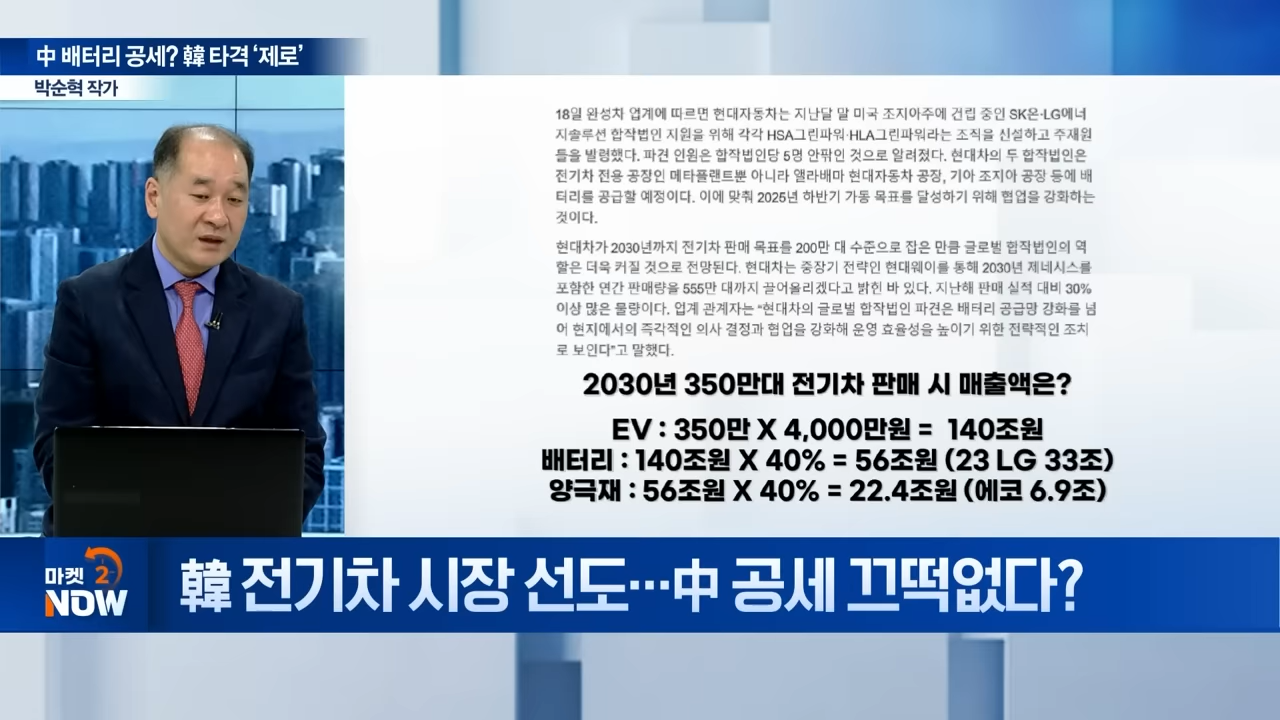 中 배터리 공세? 韓 타격 ‘제로’
박순혁 작가
18일 완성차 업계에 따르면 현대자동차는 지난달 말 미국 조지아주에 건립 중인 SK온·LG에너
지솔루션 합작법인 지원을 위해 각각 HSA그린파워·HLA그린파워라는 조직을 신설하고 주재원
들을 발령했다. 파견 인원은 합작법인당 5명 안팎인 것으로 알려졌다. 현대차의 두 합작법인은
전기차 전용 공장인 메타플랜트뿐 아니라 앨라배마 현대자동차 공장, 기아 조지아 공장 등에 배
터리를 공급할 예정이다. 이에 맞춰 2025년 하반기 가동 목표를 달성하기 위해 협업을 강화하는
것이다.
현대차가 2030년까지 전기차 판매 목표를 200만 대 수준으로 잡은 만큼 글로벌 합작법인의 역
할은 더욱 커질 것으로 전망된다. 현대차는 중장기 전략인 현대웨이를 통해 2030년 제네시스를
포함한 연간 판매량을 555만 대까지 끌어올리겠다고 밝힌 바 있다. 지난해 판매 실적 대비 30%
이상 많은 물량이다. 업계 관계자는 “현대차의 글로벌 합작법인 파견은 배터리 공급망 강화를 넘
어 현지에서의 즉각적인 의사 결정과 협업을 강화해 운영 효율성을 높이기 위한 전략적인 조치
로 보인다”고 말했다.
2030년 350만대 전기차 판매 시 매출액은?
EV : 350만 X 4,000만원 = 140조원
배터리 : 140조원 X 40% = 56조원 (23 LG 33조)
양극재 : 56조원 X 40% = 22.4조원 (에코 6.9조)
마켓 2
NOW
韓 전기차 시장 선도…中 공세 끄떡없다?